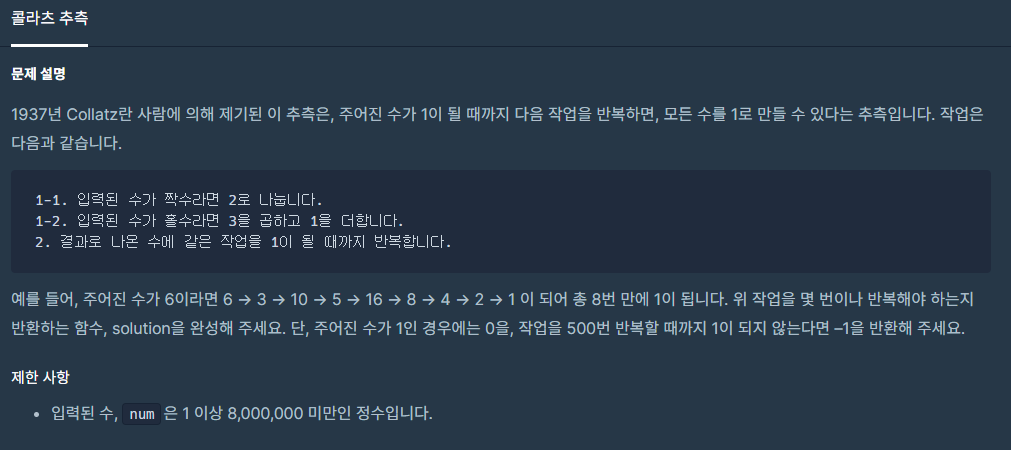 콜라츠 추측
문제 설명
1937년 Collatz란 사람에 의해 제기된 이 추측은, 주어진 수가 1이 될 때까지 다음 작업을 반복하면, 모든 수를 1로 만들 수 있다는 추측입니다. 작업은
다음과 같습니다.
1-1. 입력된 수가 짝수라면 2로 나눕니다.
1-2. 입력된 수가 홀수라면 3을 곱하고 1을 더합니다.
2. 결과로 나온 수에 같은 작업을 1이 될 때까지 반복합니다.
예를 들어, 주어진 수가 6이라면 6 → 3 → 10 → 5 → 16 → 8 → 4 → 2 → 1 이 되어 총 8번 만에 1이 됩니다. 위 작업을 몇 번이나 반복해야 하는지
반환하는 함수, solution을 완성해 주세요. 단, 주어진 수가 1인 경우에는 0을, 작업을 500번 반복할 때까지 1이 되지 않는다면 –1을 반환해 주세요.
제한 사항
• 입력된 수, num 은 1 이상 8,000,000 미만인 정수입니다.